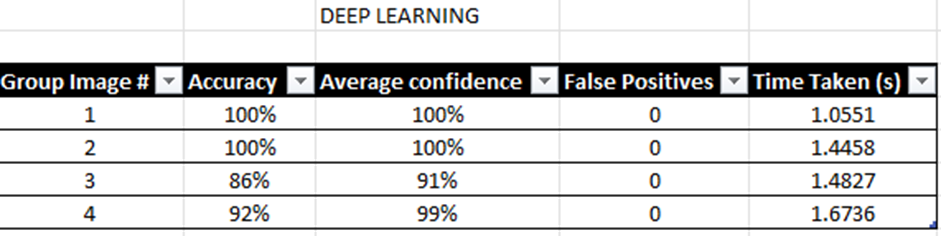 DEEP LEARNING
Group Image # Accuracy Average confidence False Positives Time Taken (s)
1 100% 100% 0 1.0551
2 100% 100% 0 1.4458
3 86% 91% 0 1.4827
4 92% 99% 0 1.6736